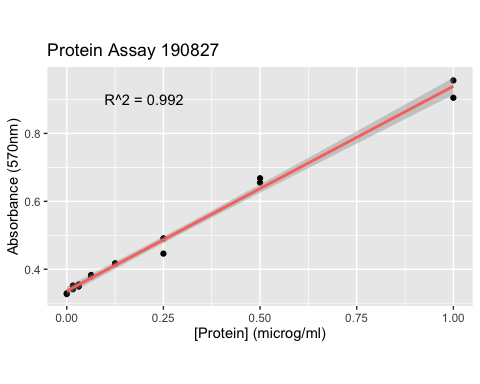 Protein Assay 190827
R^2 = 0.992
Absorbance (570nm)
0.8
0.6
0.4
0.00 0.25 0.50 0.75 1.00
[Protein] (microg/ml)